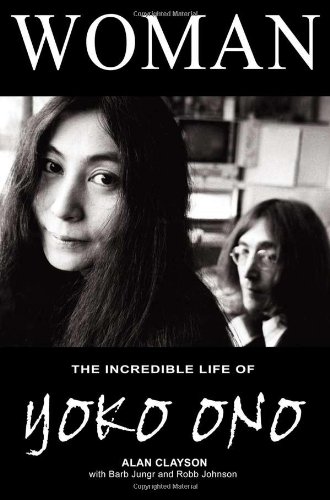 WOMAN
THE INCREDIBLE LIFE OF
YOKO ONO
ALAN CLAYSON
with Barb Jungr and Robb Johnson